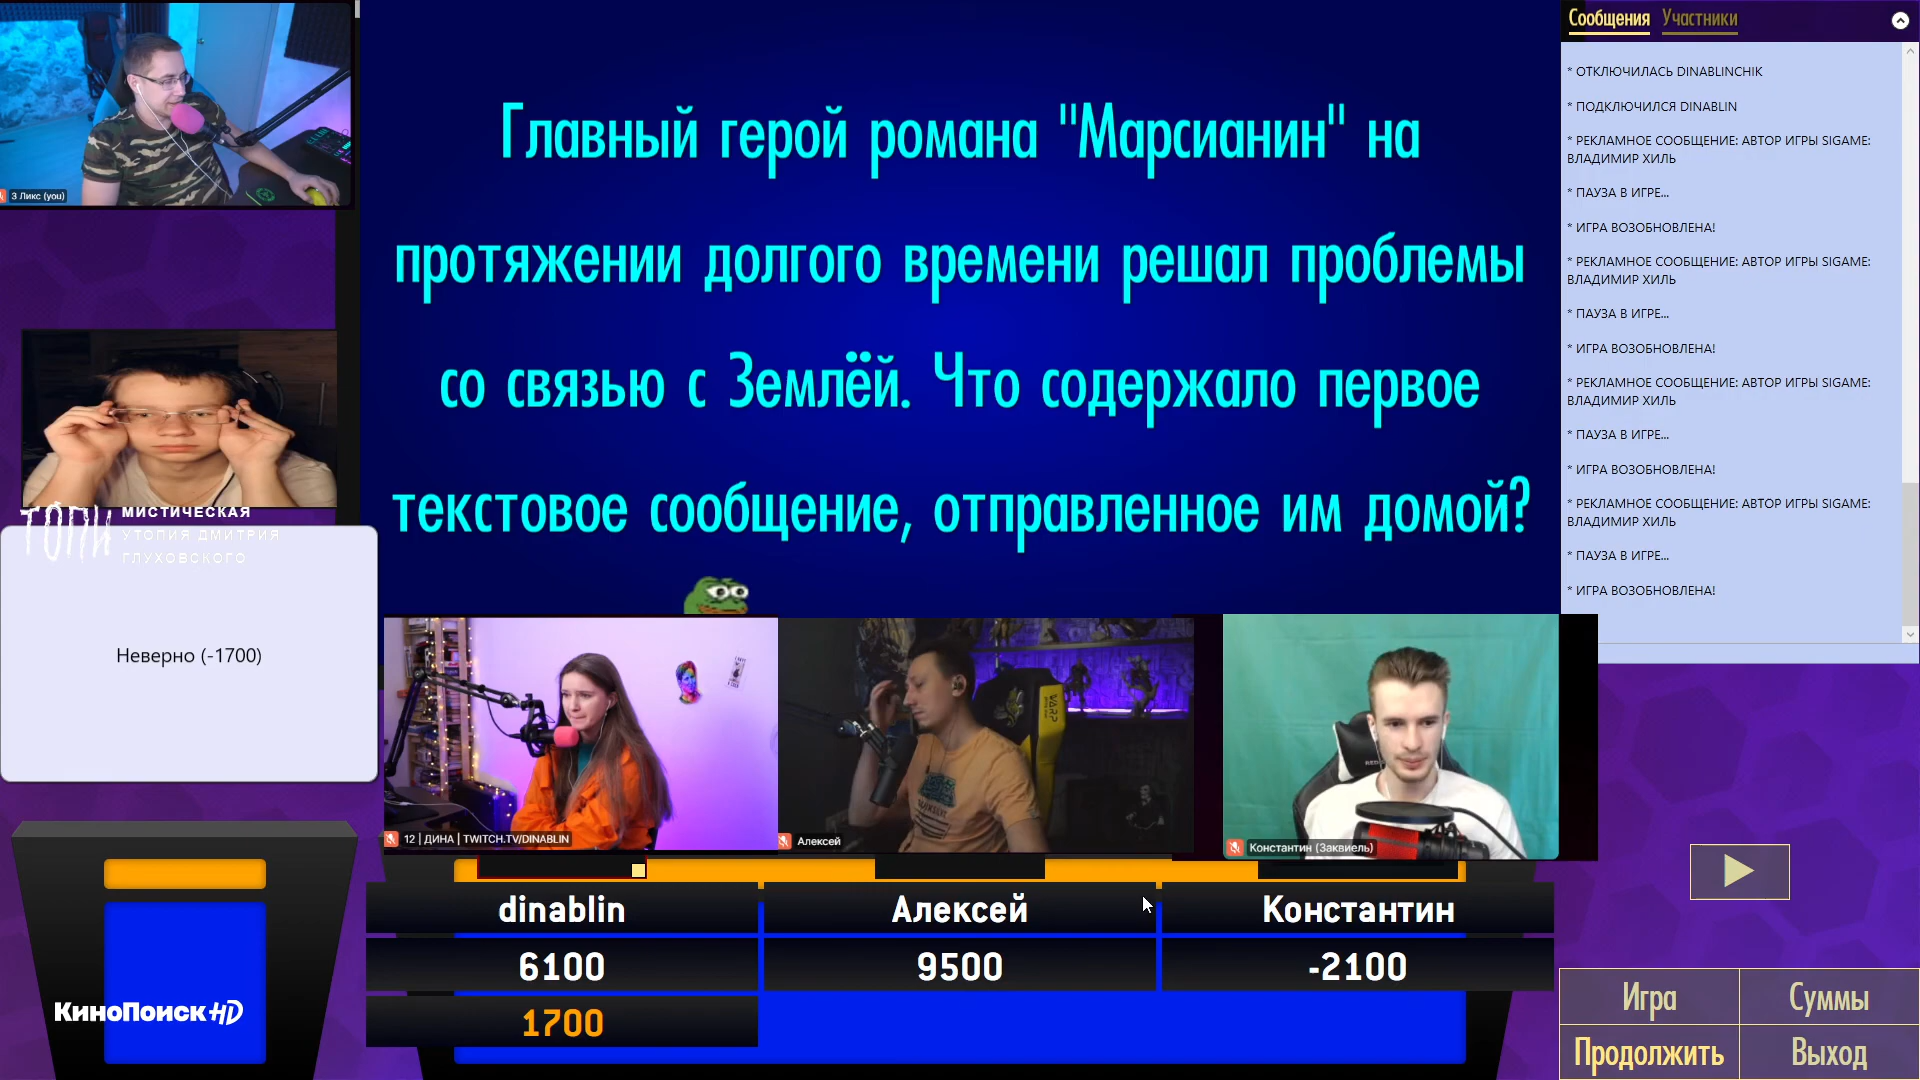 Главный герой романа "Марсианин" на
протяжении долгого времени решал проблемы
со связью с Землёй. Что содержало первое
текстовое сообщение, отправленное им домой?
3 Ликс (you)
ТОПИ
МИСТИЧЕСКАЯ
УТОПИЯ ДМИТРИЯ
ГЛУХОВСКОГО
Неверно (-1700)
КиноПоиск HD
12 | ДИНА | TWITCH.TV/DINABLIN
Алексей
Константин (Заквиель)
dinablin
Алексей
Константин
6100
9500
-2100
1700
Сообщения
Участники
* ОТКЛЮЧИЛАСЬ DINABLINCHIK
* ПОДКЛЮЧИЛСЯ DINABLIN
* РЕКЛАМНОЕ СООБЩЕНИЕ: АВТОР ИГРЫ SIGAME:
ВЛАДИМИР ХИЛЬ
* ПАУЗА В ИГРЕ...
* ИГРА ВОЗОБНОВЛЕНА!
* РЕКЛАМНОЕ СООБЩЕНИЕ: АВТОР ИГРЫ SIGAME:
ВЛАДИМИР ХИЛЬ
* ПАУЗА В ИГРЕ...
* ИГРА ВОЗОБНОВЛЕНА!
* РЕКЛАМНОЕ СООБЩЕНИЕ: АВТОР ИГРЫ SIGAME:
ВЛАДИМИР ХИЛЬ
* ПАУЗА В ИГРЕ...
* ИГРА ВОЗОБНОВЛЕНА!
* РЕКЛАМНОЕ СООБЩЕНИЕ: АВТОР ИГРЫ SIGAME:
ВЛАДИМИР ХИЛЬ
* ПАУЗА В ИГРЕ...
* ИГРА ВОЗОБНОВЛЕНА!
Игра
Суммы
Продолжить
Выход